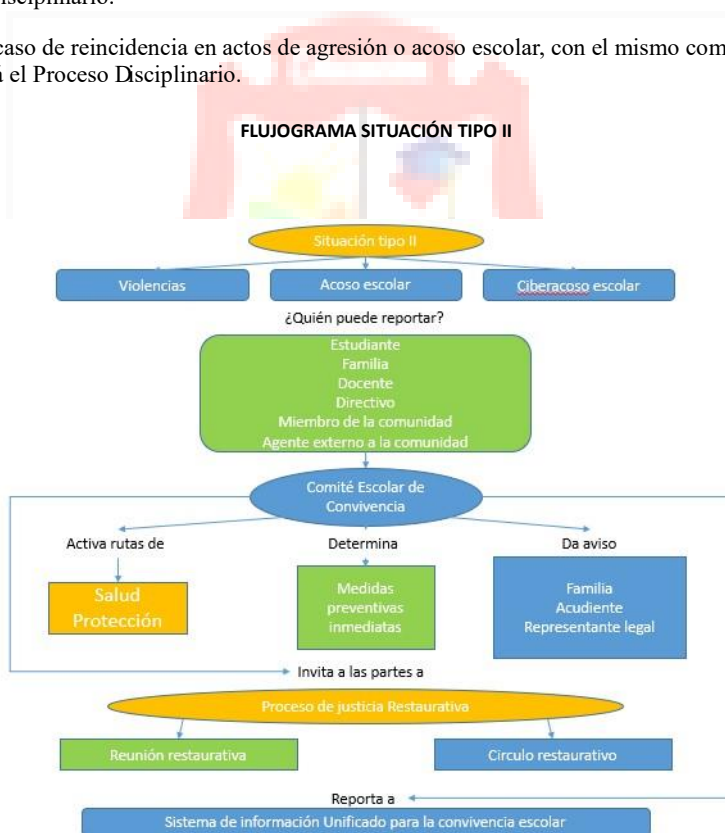 disciplinario.
caso de reincidencia en actos de agresión o acoso escolar, con el mismo
el Proceso Disciplinario.
FLUJOGRAMA SITUACIÓN TIPO II
Situación tipo II
Violencias
Acoso escolar
Ciberacoso escolar
¿Quién puede reportar?
Estudiante
Familia
Docente
Directivo
Miembro de la comunidad
Agente externo a la comunidad
Comité Escolar de
Convivencia
Activa rutas de
Determina
Da aviso
Salud
Protección
Medidas
preventivas
inmediatas
Familia
Acudiente
Representante legal
Invita a las partes a
Proceso de justicia Restaurativa
Reunión restaurativa
Circulo restaurativo
Reporta a
Sistema de información Unificado para la convivencia escolar